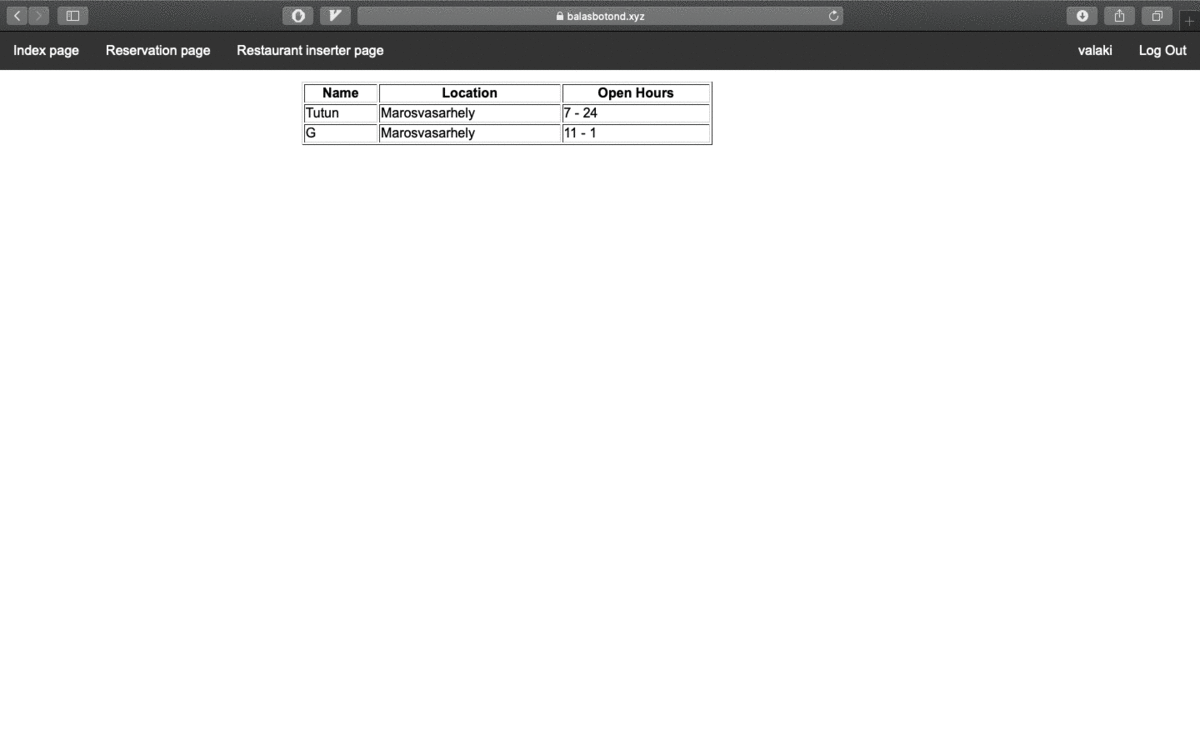 balasbotond.xyz
Index page Reservation page Restaurant inserter page valaki Log Out
Name Location Open Hours
Tutun Marosvasarhely 7 - 24
G Marosvasarhely 11 - 1